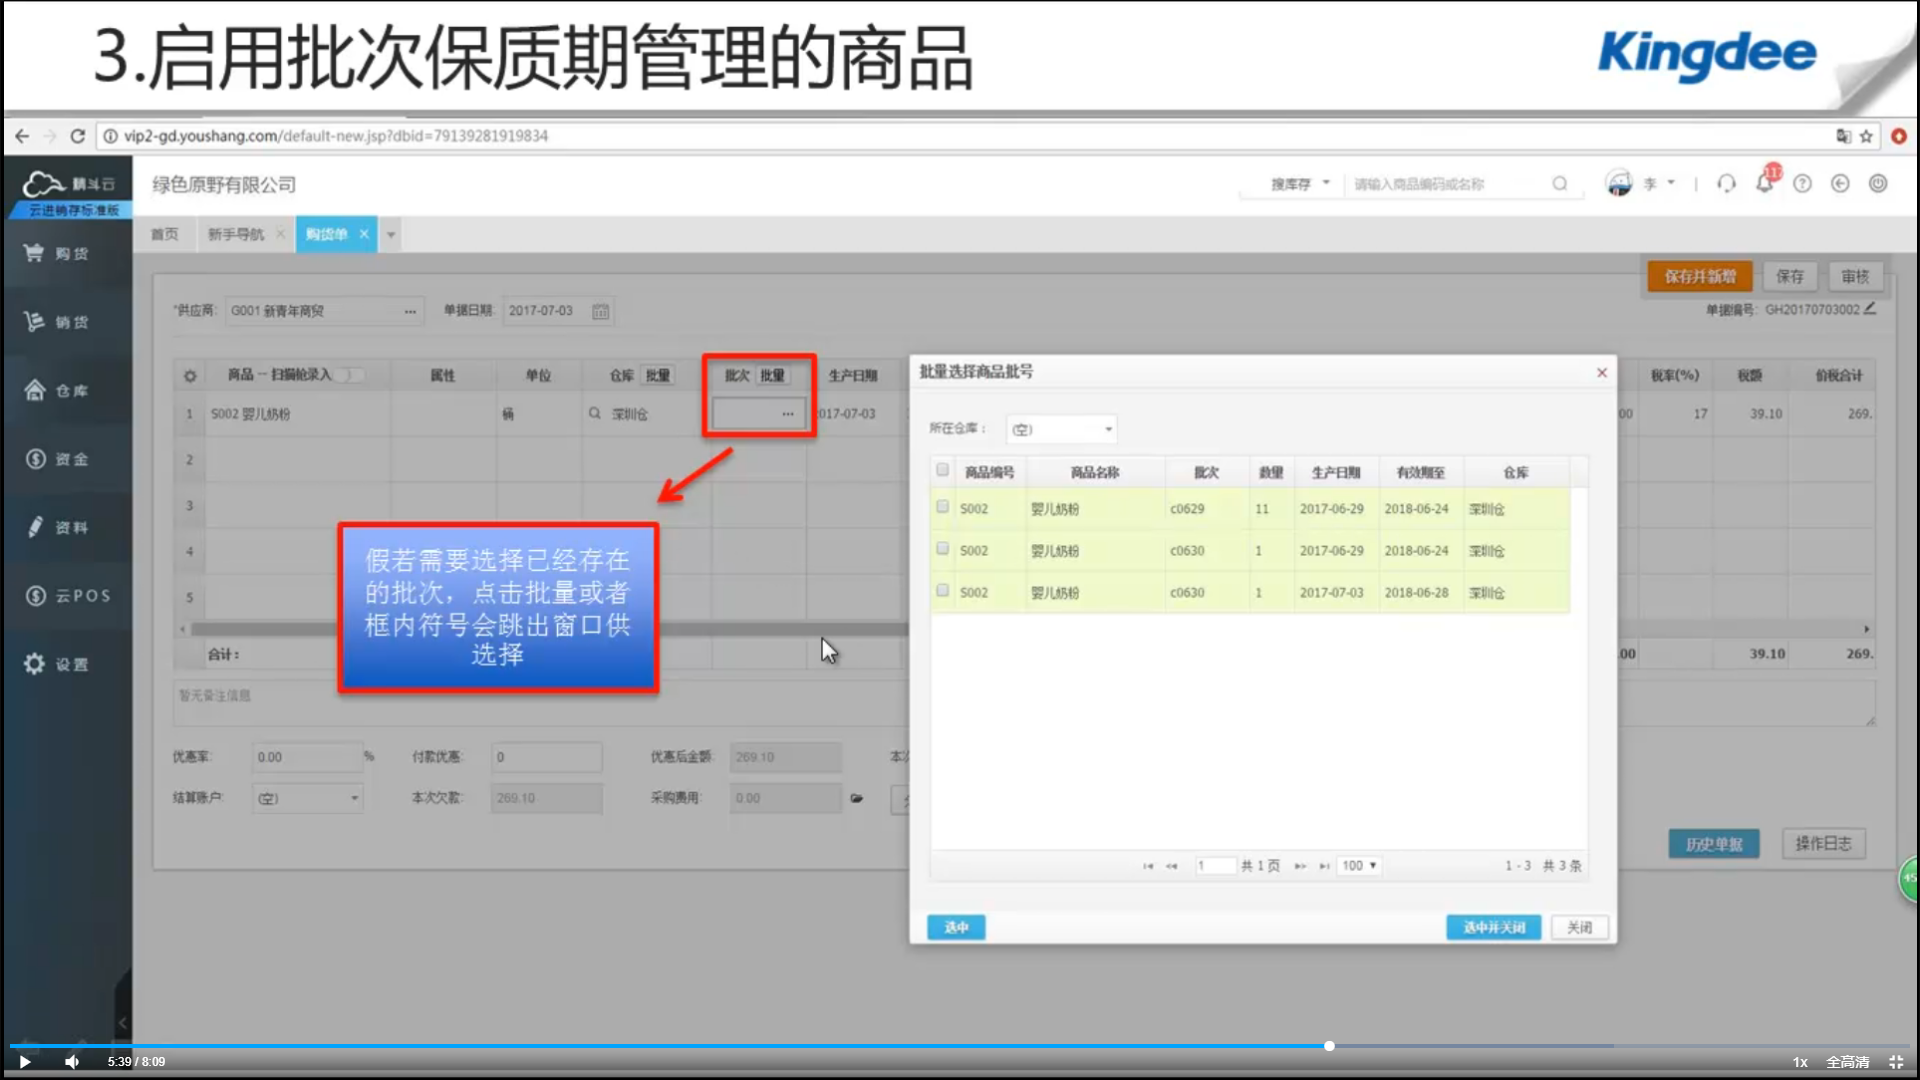 3.启用批次保质期管理的商品
Kingdee
vip2-gd.youshang.com/default-new.jsp?dbid=79139281919834
精斗云
云进销存标准版
绿色原野有限公司
搜库存 请输入商品编码或名称
李
117
首页 新手导航 购货单
购货
销货
仓库
资金
资料
云POS
设置
保存并新增 保存 审核
*供应商: G001 新青年商贸 单据日期: 2017-07-03
单据编号: GH20170703002
商品 - 扫描枪录入 属性 单位 仓库 批量 批次 批量 生产日期 税率(%) 税额 价税合计
1 S002 婴儿奶粉 桶 深圳仓 ... 017-07-03 00 17 39.10 269.
2
3
4
5
合计: .00 39.10 269.
假若需要选择已经存在
的批次，点击批量或者
框内符号会跳出窗口供
选择
暂无备注信息
优惠率: 0.00 % 付款优惠: 0 优惠后金额: 269.10 本次
结算账户: (空) 本次欠款: 269.10 采购费用: 0.00
历史单据 操作日志
批量选择商品批号
所在仓库： (空)
商品编号 商品名称 批次 数量 生产日期 有效期至 仓库
S002 婴儿奶粉 c0629 11 2017-06-29 2018-06-24 深圳仓
S002 婴儿奶粉 c0630 1 2017-06-29 2018-06-24 深圳仓
S002 婴儿奶粉 c0630 1 2017-07-03 2018-06-28 深圳仓
1 共 1 页 100 1 - 3 共 3 条
选中 选中并关闭 关闭
45
5:39 / 8:09 1x 全高清